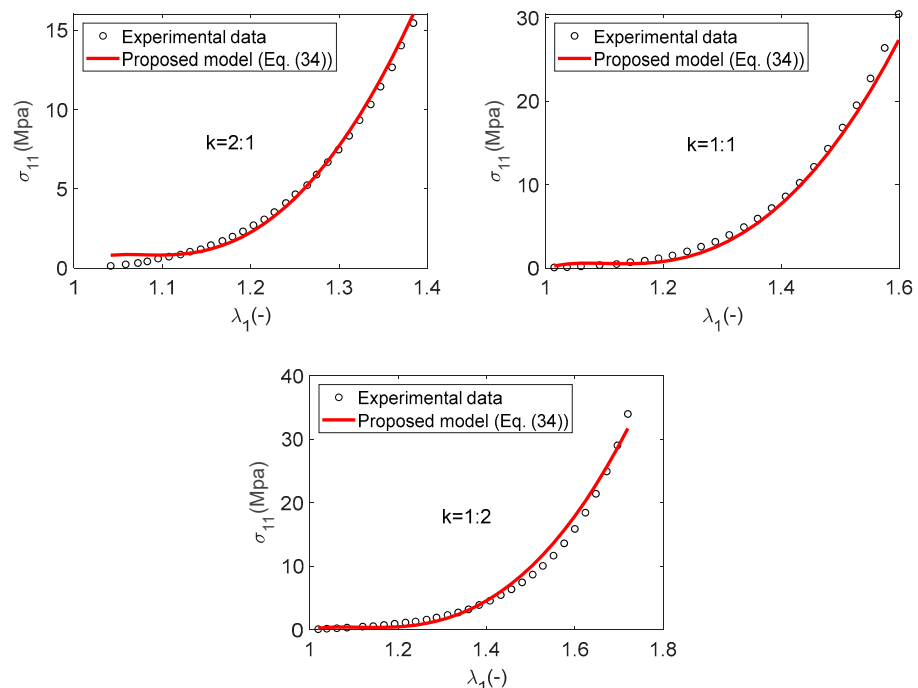 15
10
5
0
σ11(Mpa)
Experimental data
Proposed model (Eq. (34))
k=2:1
1
1.1
1.2
1.3
1.4
λ1(-)
30
20
10
0
σ11(Mpa)
Experimental data
Proposed model (Eq. (34))
k=1:1
1
1.2
1.4
1.6
λ1(-)
40
30
20
10
0
σ11(Mpa)
Experimental data
Proposed model (Eq. (34))
k=1:2
1
1.2
1.4
1.6
1.8
λ1(-)